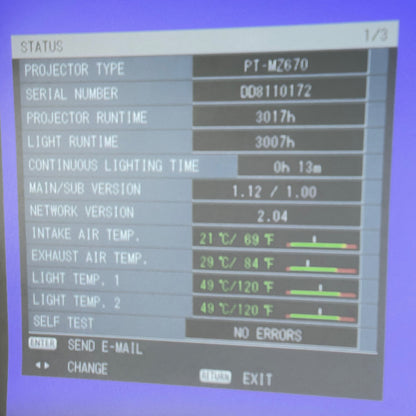 STATUS 1/3
PROJECTOR TYPE PT-MZ670
SERIAL NUMBER DD8110172
PROJECTOR RUNTIME 3017h
LIGHT RUNTIME 3007h
CONTINUOUS LIGHTING TIME 0h 13m
MAIN/SUB VERSION 1.12 / 1.00
NETWORK VERSION 2.04
INTAKE AIR TEMP. 21 ℃/ 69 ℉
EXHAUST AIR TEMP. 29 ℃/ 84 ℉
LIGHT TEMP. 1 49 ℃/120 ℉
LIGHT TEMP. 2 49 ℃/120 ℉
SELF TEST NO ERRORS
ENTER SEND E-MAIL
◄► CHANGE RETURN EXIT